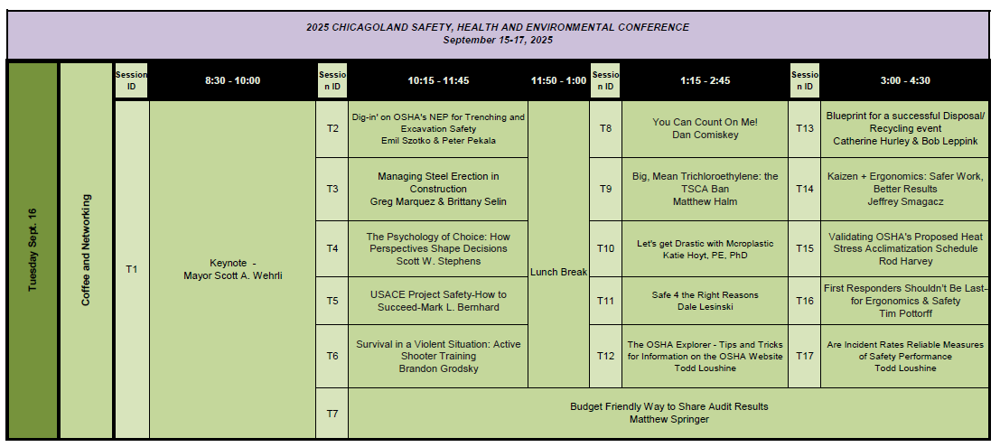 2025 CHICAGOLAND SAFETY, HEALTH AND ENVIRONMENTAL CONFERENCE
September 15-17, 2025
Session
ID
8:30 - 10:00
Sessio
n ID
10:15 - 11:45
11:50 - 1:00
Sessio
n ID
1:15 - 2:45
Sessio
n ID
3:00 - 4:30
Tuesday Sept. 16
Coffee and Networking
T1
Keynote -
Mayor Scott A. Wehrli
T2
Dig-in' on OSHA's NEP for Trenching and
Excavation Safety
Emil Szotko & Peter Pekala
Lunch Break
T8
You Can Count On Me!
Dan Comiskey
T13
Blueprint for a successful Disposal/
Recycling event
Catherine Hurley & Bob Leppink
T3
Managing Steel Erection in
Construction
Greg Marquez & Brittany Selin
T9
Big, Mean Trichloroethylene: the
TSCA Ban
Matthew Halm
T14
Kaizen + Ergonomics: Safer Work,
Better Results
Jeffrey Smagacz
T4
The Psychology of Choice: How
Perspectives Shape Decisions
Scott W. Stephens
T10
Let's get Drastic with Mcroplastic
Katie Hoyt, PE, PhD
T15
Validating OSHA's Proposed Heat
Stress Acclimatization Schedule
Rod Harvey
T5
USACE Project Safety-How to
Succeed-Mark L. Bernhard
T11
Safe 4 the Right Reasons
Dale Lesinski
T16
First Responders Shouldn't Be Last–
for Ergonomics & Safety
Tim Pottorff
T6
Survival in a Violent Situation: Active
Shooter Training
Brandon Grodsky
T12
The OSHA Explorer - Tips and Tricks
for Information on the OSHA Website
Todd Loushine
T17
Are Incident Rates Reliable Measures
of Safety Performance
Todd Loushine
T7
Budget Friendly Way to Share Audit Results
Matthew Springer